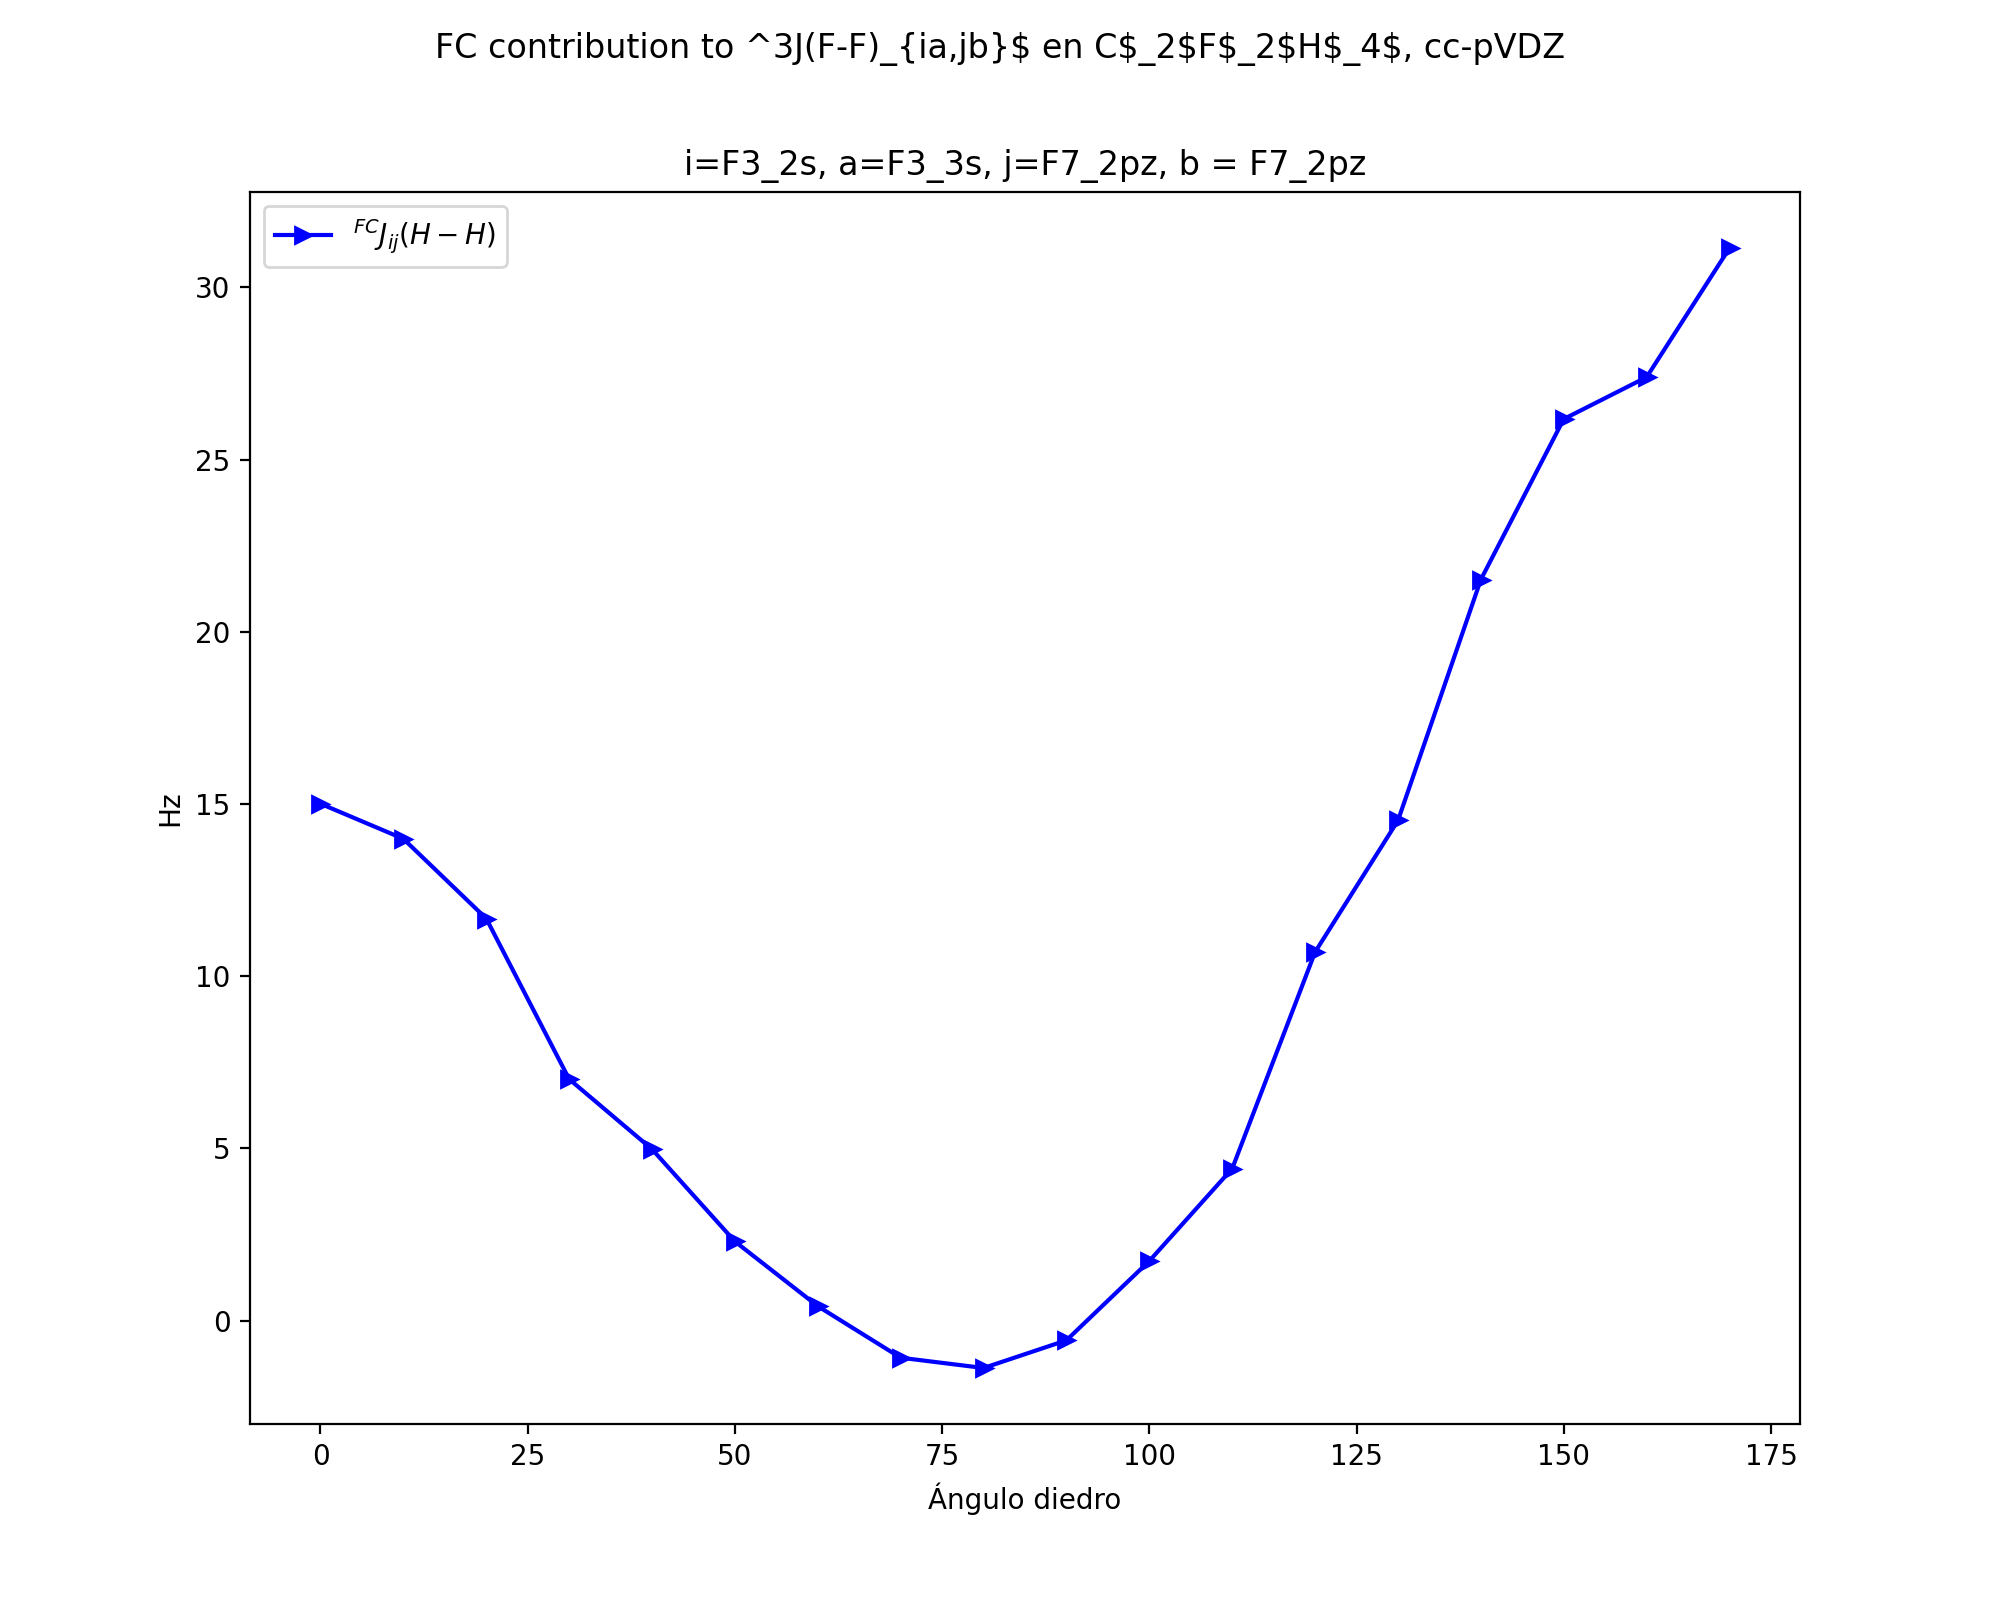 FC contribution to ^3J(F-F)_{ia,jb}$ en C$_2$F$_2$H$_4$, cc-pVDZ
i=F3_2s, a=F3_3s, j=F7_2pz, b = F7_2pz
$^{FC}J_{ij}(H-H)$
30
25
20
15
10
5
0
Hz
0 25 50 75 100 125 150 175
Ángulo diedro